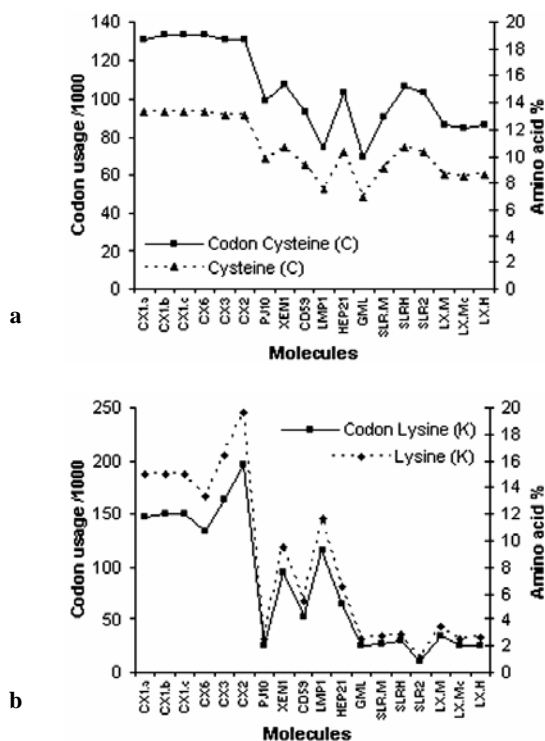 a
Codon usage /1000
140
120
100
80
60
40
20
0
20
18
16
14
12
10
8
6
4
2
0
Amino acid %
Codon Cysteine (C)
Cysteine (C)
CX1.a
CX1.b
CX1.c
CX6
CX3
CX2
PJ10
XEN1
CD59
LMP1
HEP21
GML
SLR.M
SLRH
SLR2
LX.M
LX.Mc
LX.H
Molecules
b
Codon usage /1000
250
200
150
100
50
0
20
18
16
14
12
10
8
6
4
2
0
Amino acid %
Codon Lysine (K)
Lysine (K)
CX1.a
CX1.b
CX1.c
CX6
CX3
CX2
PJ10
XEN1
CD59
LMP1
HEP21
GML
SLR.M
SLRH
SLR2
LX.M
LX.Mc
LX.H
Molecules